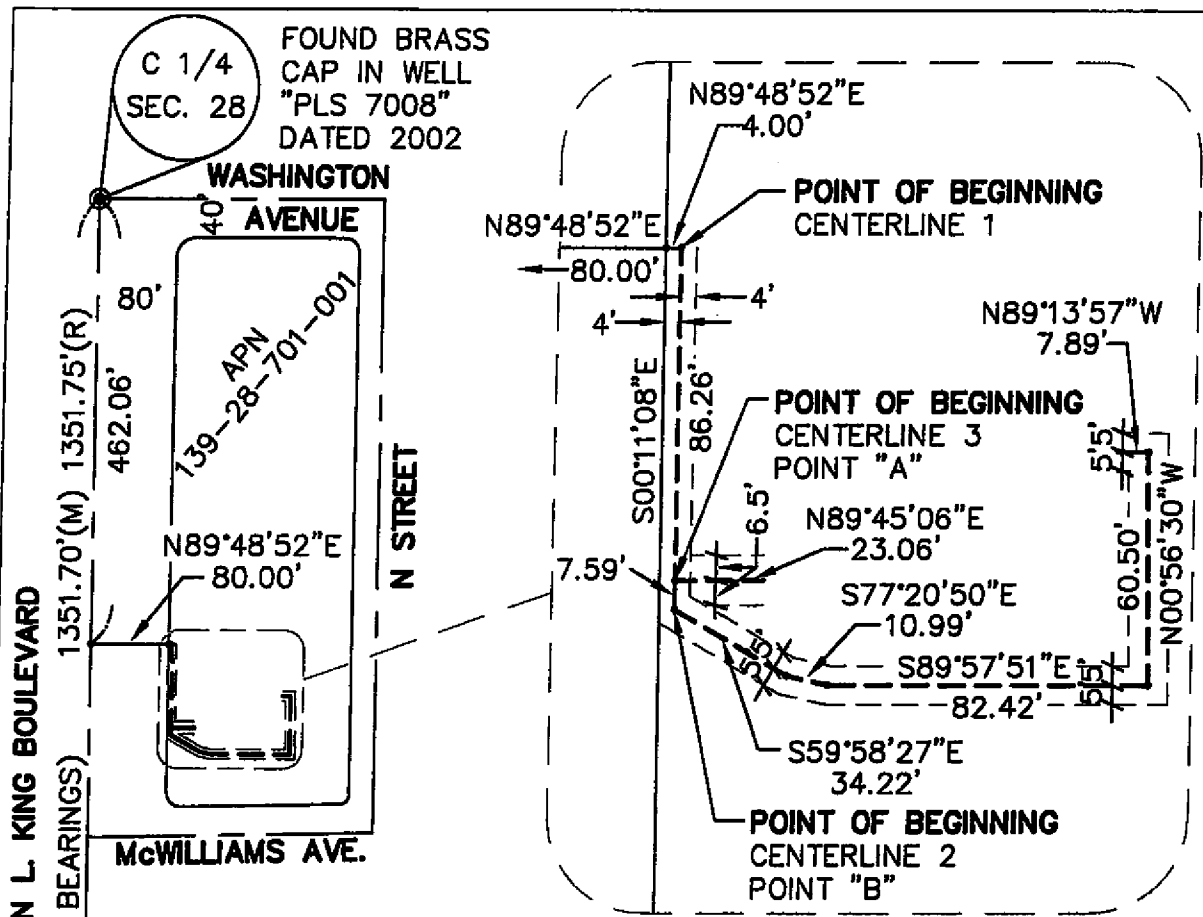 C 1/4
SEC. 28
FOUND BRASS
CAP IN WELL
"PLS 7008"
DATED 2002
WASHINGTON
AVENUE
40'
80'
1351.75'(R)
1351.70'(M)
462.06'
APN
139-28-701-001
N STREET
N89°48'52"E
80.00'
N L. KING BOULEVARD
BEARINGS)
McWILLIAMS AVE.
N89°48'52"E
4.00'
POINT OF BEGINNING
CENTERLINE 1
N89°48'52"E
80.00'
4'
4'
S00°11'08"E
86.26'
N89°13'57"W
7.89'
POINT OF BEGINNING
CENTERLINE 3
POINT "A"
5'
5'
6.5'
N89°45'06"E
23.06'
7.59'
60.50'
N00°56'30"W
S77°20'50"E
10.99'
5'
5'
S89°57'51"E
82.42'
5'
5'
S59°58'27"E
34.22'
POINT OF BEGINNING
CENTERLINE 2
POINT "B"